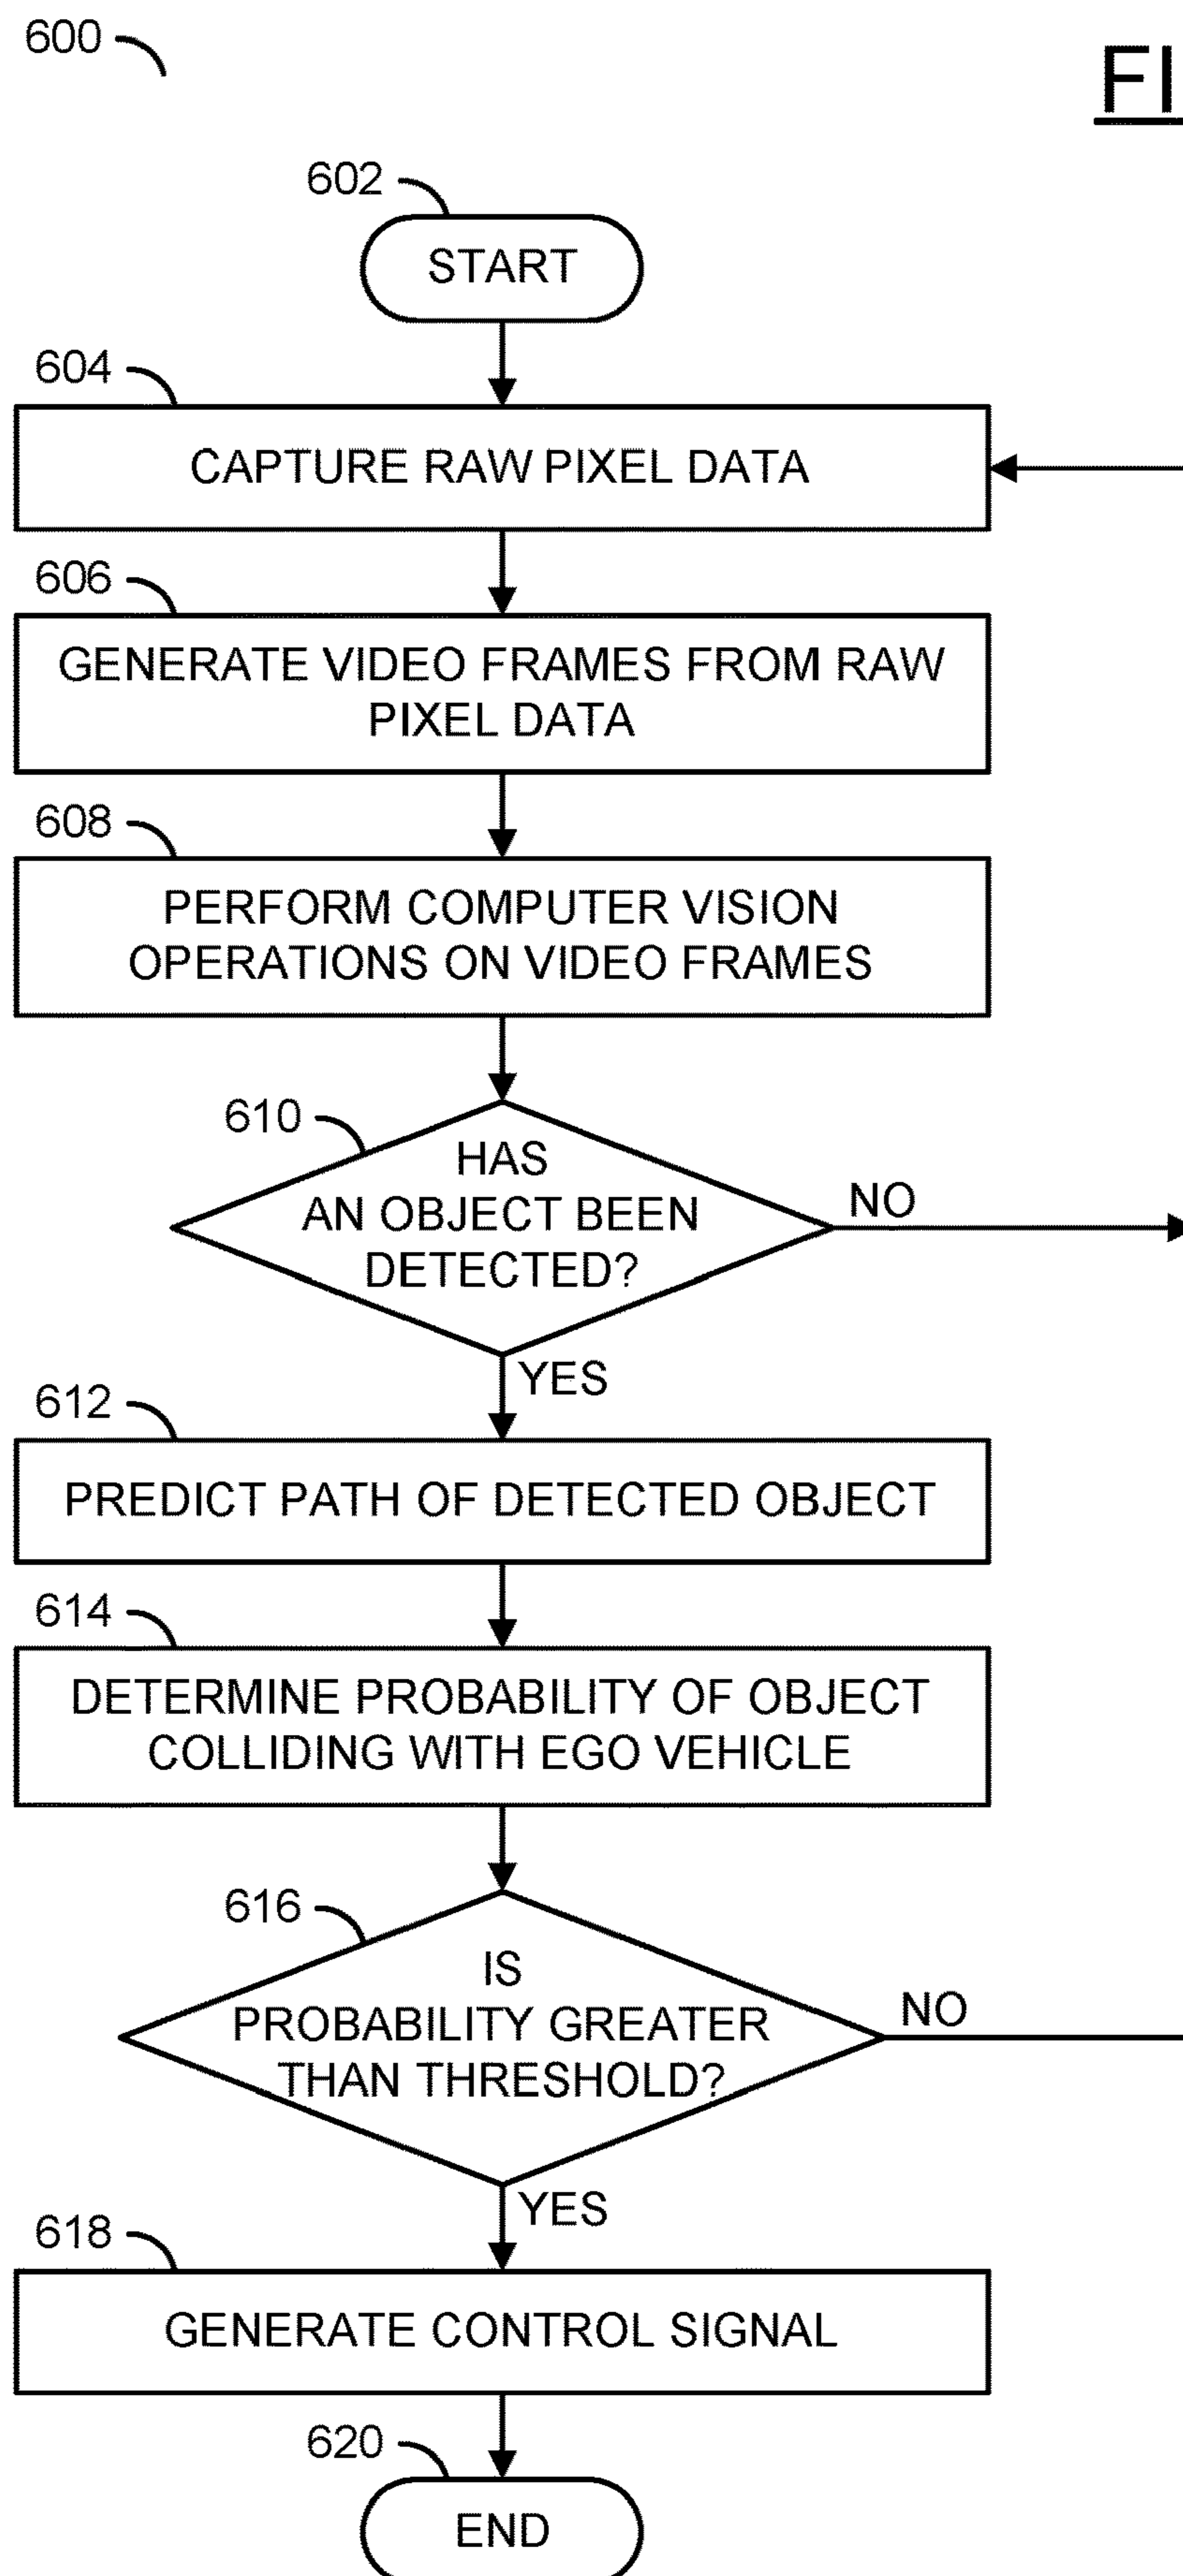 600
FI
602
START
604
CAPTURE RAW PIXEL DATA
606
GENERATE VIDEO FRAMES FROM RAW
PIXEL DATA
608
PERFORM COMPUTER VISION
OPERATIONS ON VIDEO FRAMES
610
HAS
AN OBJECT BEEN
DETECTED?
NO
YES
612
PREDICT PATH OF DETECTED OBJECT
614
DETERMINE PROBABILITY OF OBJECT
COLLIDING WITH EGO VEHICLE
616
IS
PROBABILITY GREATER
THAN THRESHOLD?
NO
YES
618
GENERATE CONTROL SIGNAL
620
END